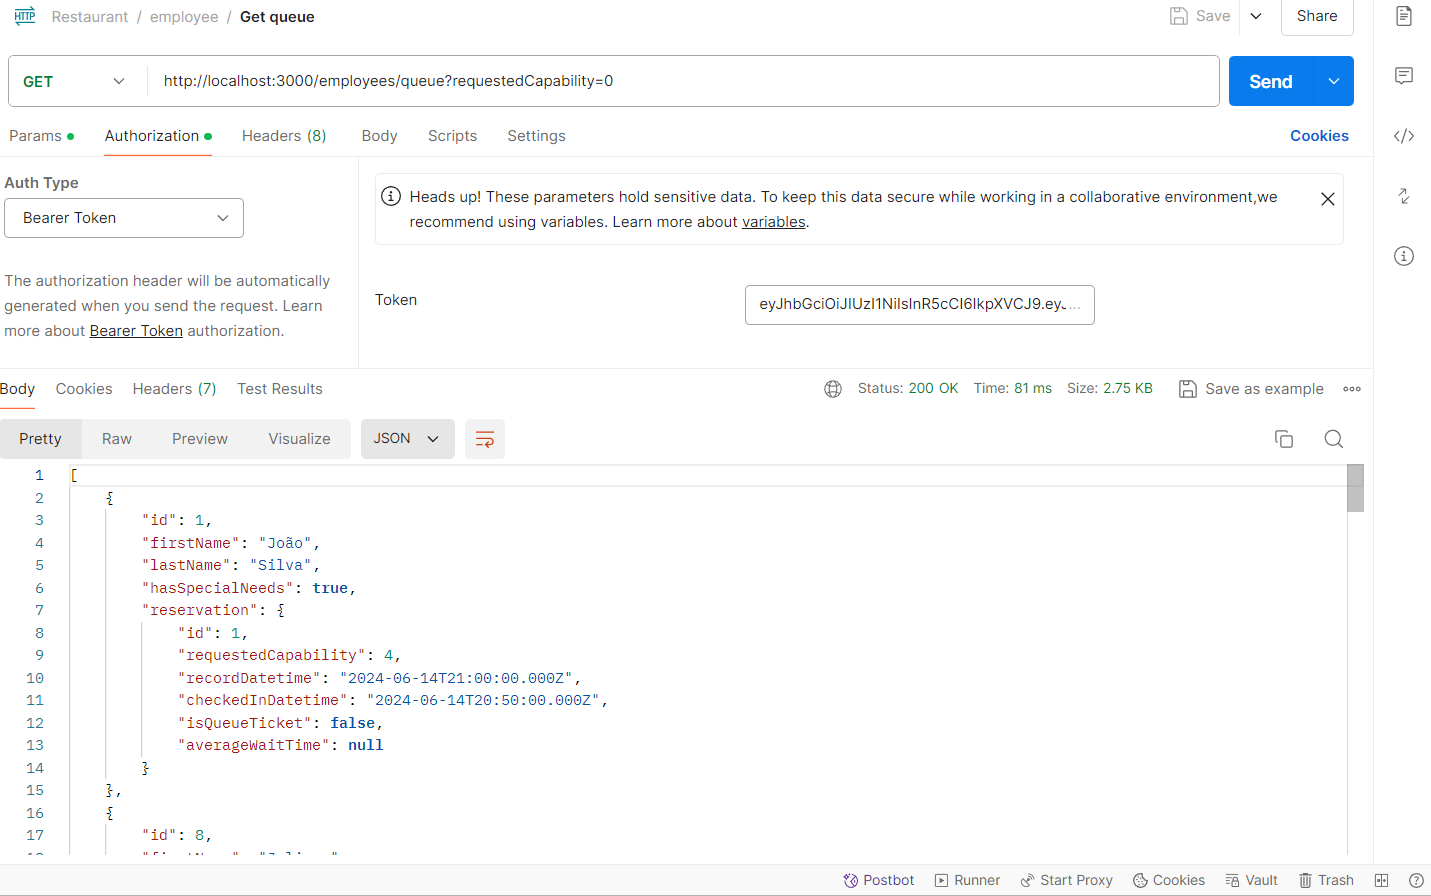 HTTP Restaurant / employee / Get queue Save Share
GET http://localhost:3000/employees/queue?requestedCapability=0 Send
Params Authorization Headers (8) Body Scripts Settings Cookies
Auth Type
Bearer Token
The authorization header will be automatically
generated when you send the request. Learn
more about Bearer Token authorization.
Heads up! These parameters hold sensitive data. To keep this data secure while working in a collaborative environment,we
recommend using variables. Learn more about variables.
Token eyJhbGciOiJIUzI1NiIsInR5cCI6IkpXVCJ9.eyJ...
Body Cookies Headers (7) Test Results Status: 200 OK Time: 81 ms Size: 2.75 KB Save as example
Pretty Raw Preview Visualize JSON
1 [
2 {
3 "id": 1,
4 "firstName": "João",
5 "lastName": "Silva",
6 "hasSpecialNeeds": true,
7 "reservation": {
8 "id": 1,
9 "requestedCapability": 4,
10 "recordDatetime": "2024-06-14T21:00:00.000Z",
11 "checkedInDatetime": "2024-06-14T20:50:00.000Z",
12 "isQueueTicket": false,
13 "averageWaitTime": null
14 }
15 },
16 {
17 "id": 8,
Postbot Runner Start Proxy Cookies Vault Trash